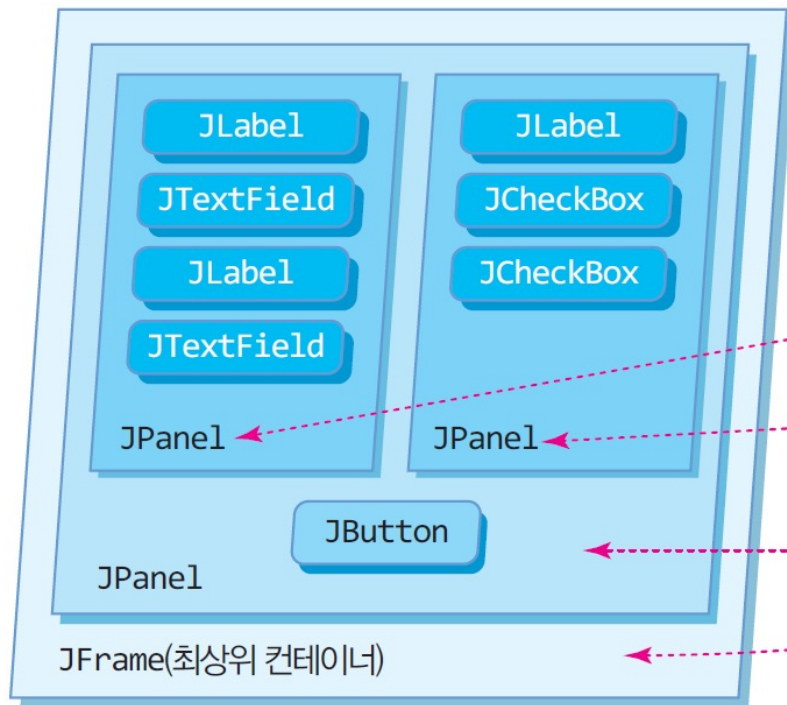 JLabel
JTextField
JLabel
JTextField
JPanel
JLabel
JCheckBox
JCheckBox
JPanel
JButton
JPanel
JFrame(최상위 컨테이너)